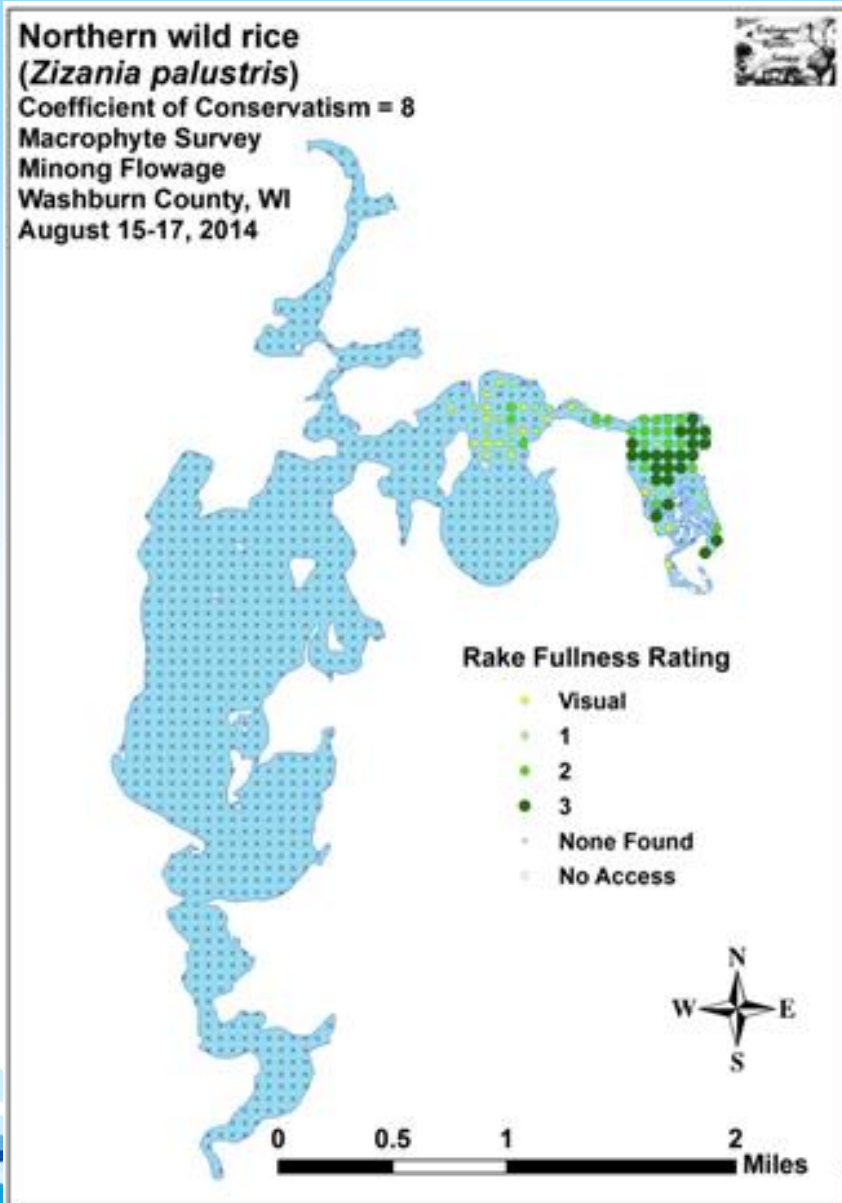 Northern wild rice
(Zizania palustris)
Coefficient of Conservatism = 8
Macrophyte Survey
Minong Flowage
Washburn County, WI
August 15-17, 2014
Rake Fullness Rating
Visual
1
2
3
None Found
No Access
N
W E
S
0 0.5 1 2
Miles